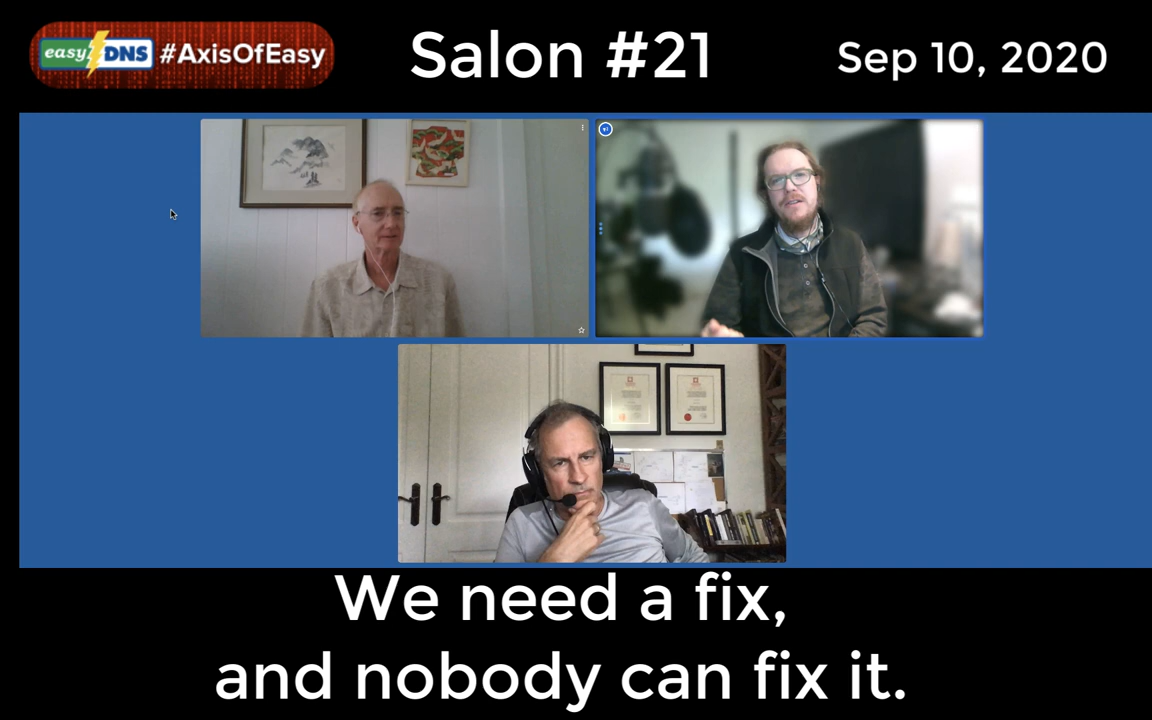 easyDNS #AxisOfEasy
Salon #21
Sep 10, 2020
We need a fix,
and nobody can fix it.